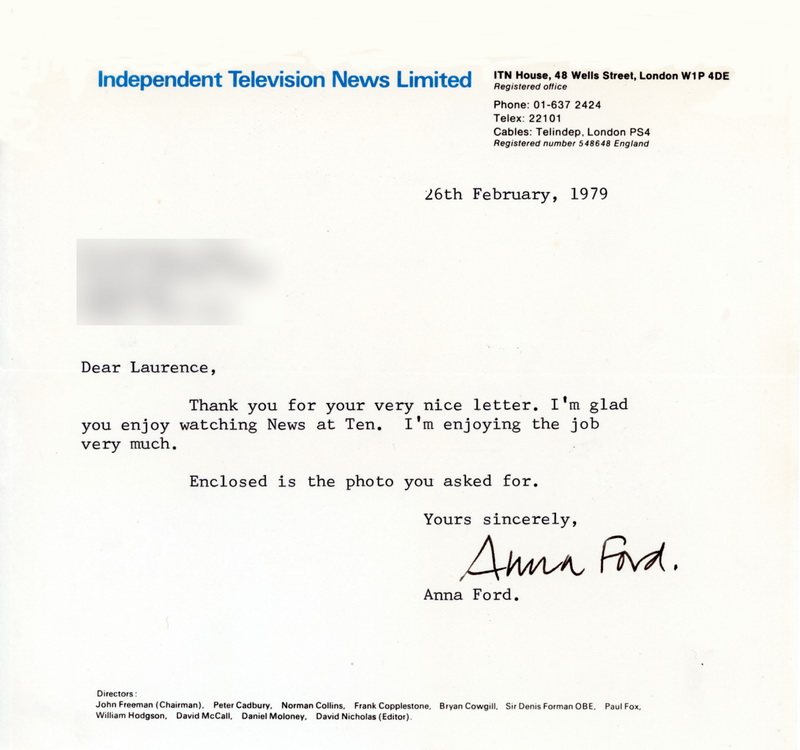 Independent Television News Limited
ITN House, 48 Wells Street, London W1P 4DE
Registered office
Phone: 01-637 2424
Telex: 22101
Cables: Telindep, London PS4
Registered number 548648 England
26th February, 1979
Dear Laurence,
Thank you for your very nice letter. I'm glad
you enjoy watching News at Ten. I'm enjoying the job
very much.
Enclosed is the photo you asked for.
Yours sincerely,
Anna Ford.
Anna Ford.
Directors:
John Freeman (Chairman), Peter Cadbury, Norman Collins, Frank Copplestone, Bryan Cowgill, Sir Denis Forman OBE, Paul Fox,
William Hodgson, David McCall, Daniel Moloney, David Nicholas (Editor).